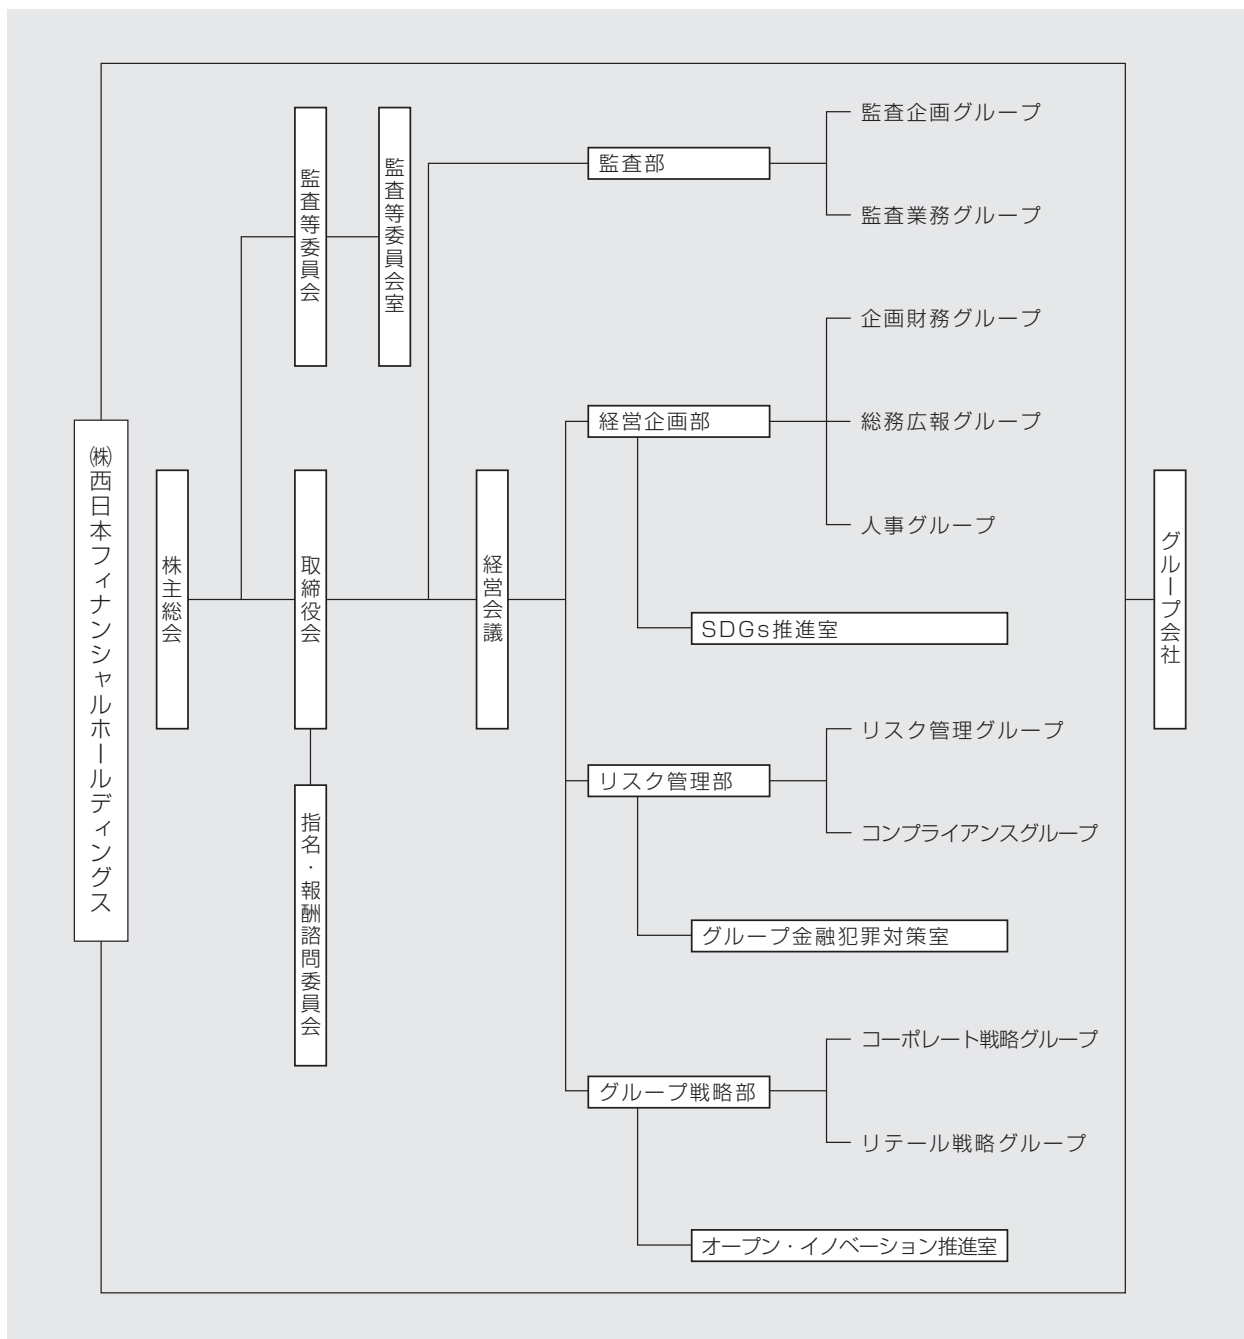 ㈱西日本フィナンシャルホールディングス
株主総会
監査等委員会
監査等委員会室
取締役会
指名・報酬諮問委員会
経営会議
監査部
監査企画グループ
監査業務グループ
経営企画部
企画財務グループ
総務広報グループ
人事グループ
SDGs推進室
リスク管理部
リスク管理グループ
コンプライアンスグループ
グループ金融犯罪対策室
グループ戦略部
コーポレート戦略グループ
リテール戦略グループ
オープン・イノベーション推進室
グループ会社